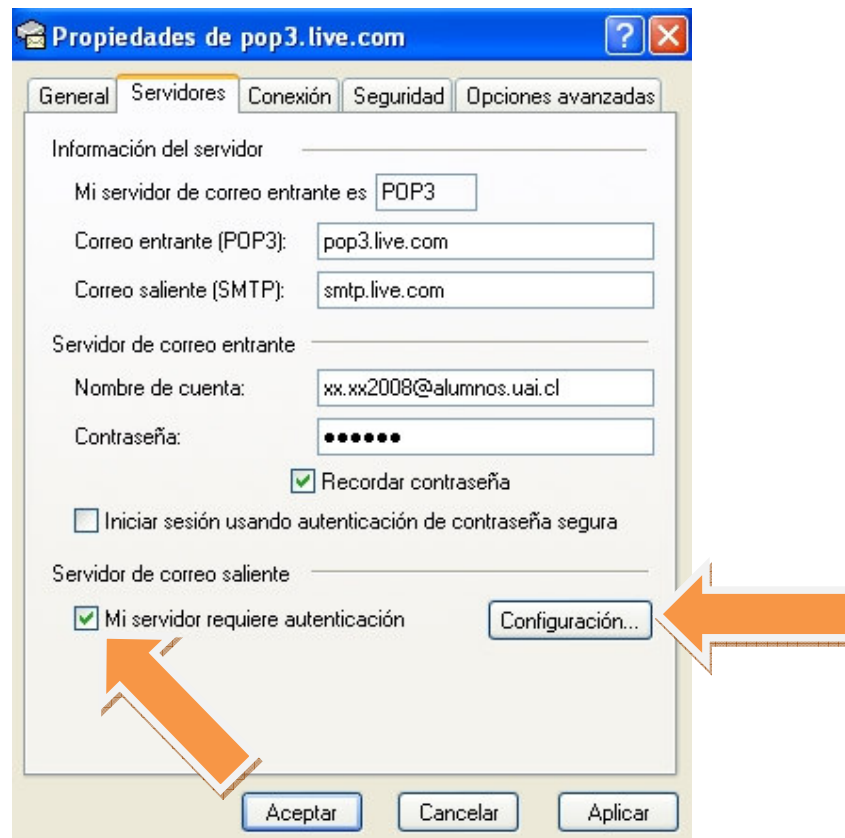 Propiedades de pop3.live.com
General Servidores Conexión Seguridad Opciones avanzadas
Información del servidor
Mi servidor de correo entrante es POP3
Correo entrante (POP3): pop3.live.com
Correo saliente (SMTP): smtp.live.com
Servidor de correo entrante
Nombre de cuenta: xx.xx2008@alumnos.uai.cl
Contraseña: ●●●●●●
Recordar contraseña
Iniciar sesión usando autenticación de contraseña segura
Servidor de correo saliente
Mi servidor requiere autenticación Configuración...
Aceptar Cancelar Aplicar